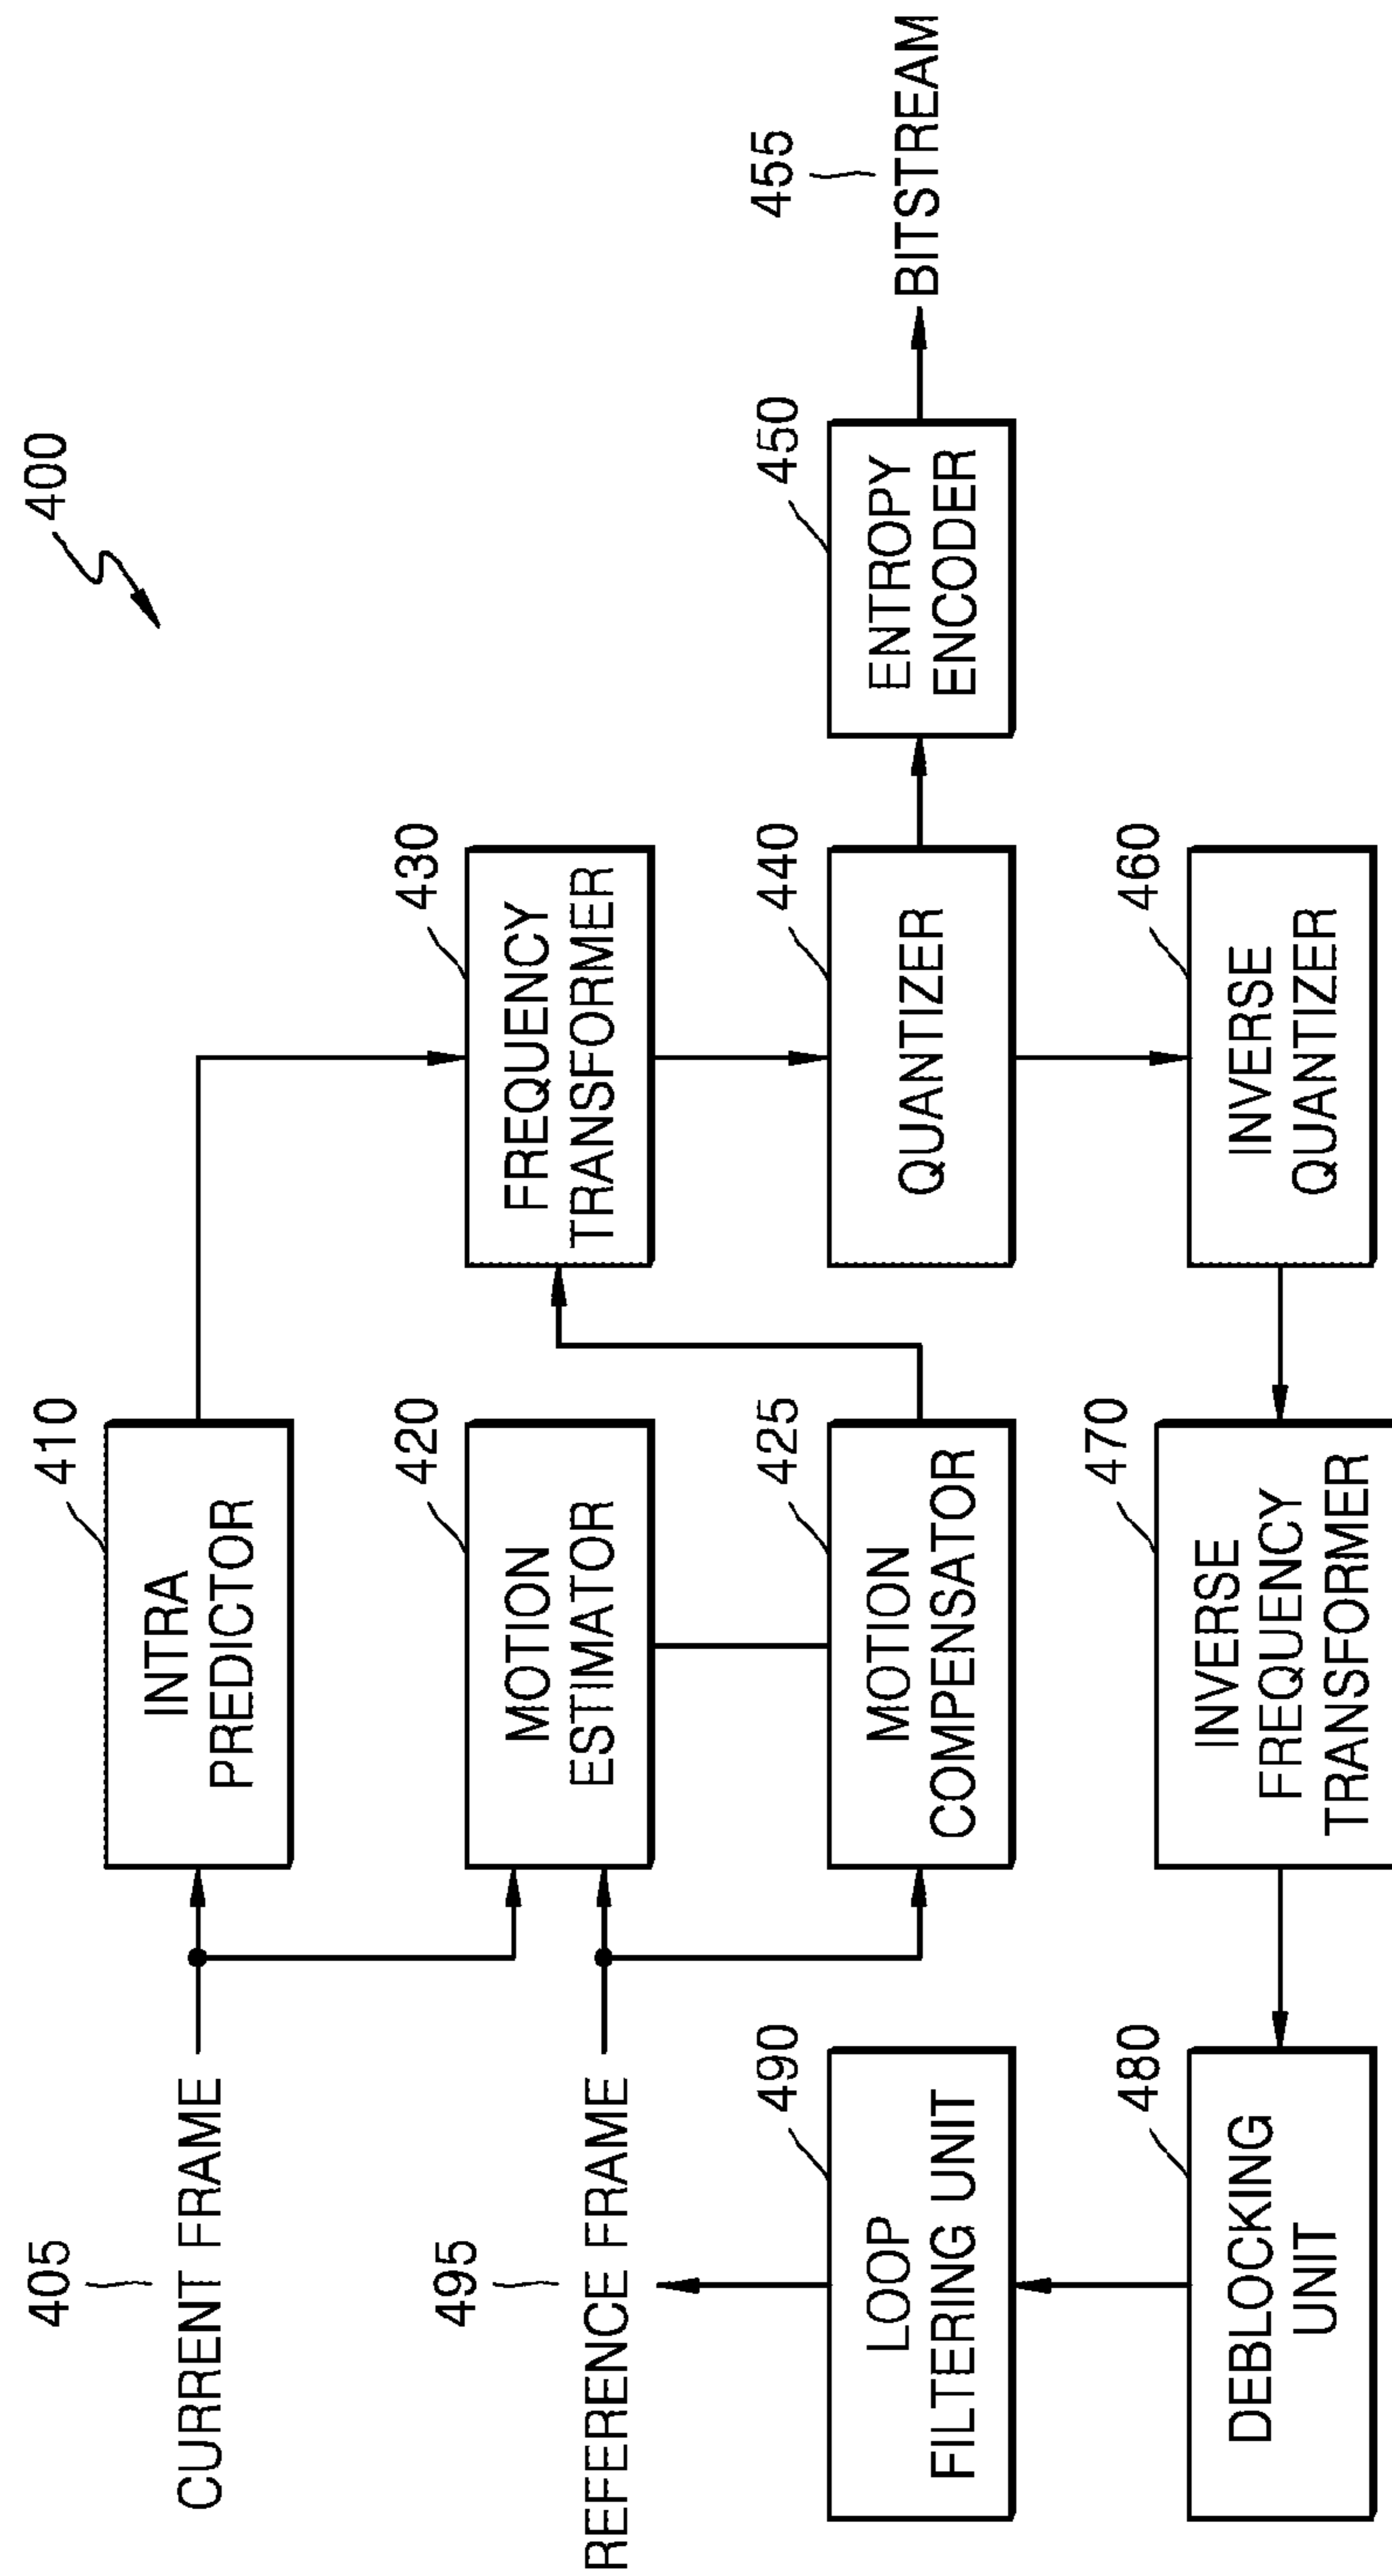 400
405
CURRENT FRAME
410
INTRA
PREDICTOR
495
REFERENCE FRAME
420
MOTION
ESTIMATOR
430
FREQUENCY
TRANSFORMER
490
LOOP
FILTERING UNIT
425
MOTION
COMPENSATOR
440
QUANTIZER
450
ENTROPY
ENCODER
455
BITSTREAM
480
DEBLOCKING
UNIT
470
INVERSE
FREQUENCY
TRANSFORMER
460
INVERSE
QUANTIZER